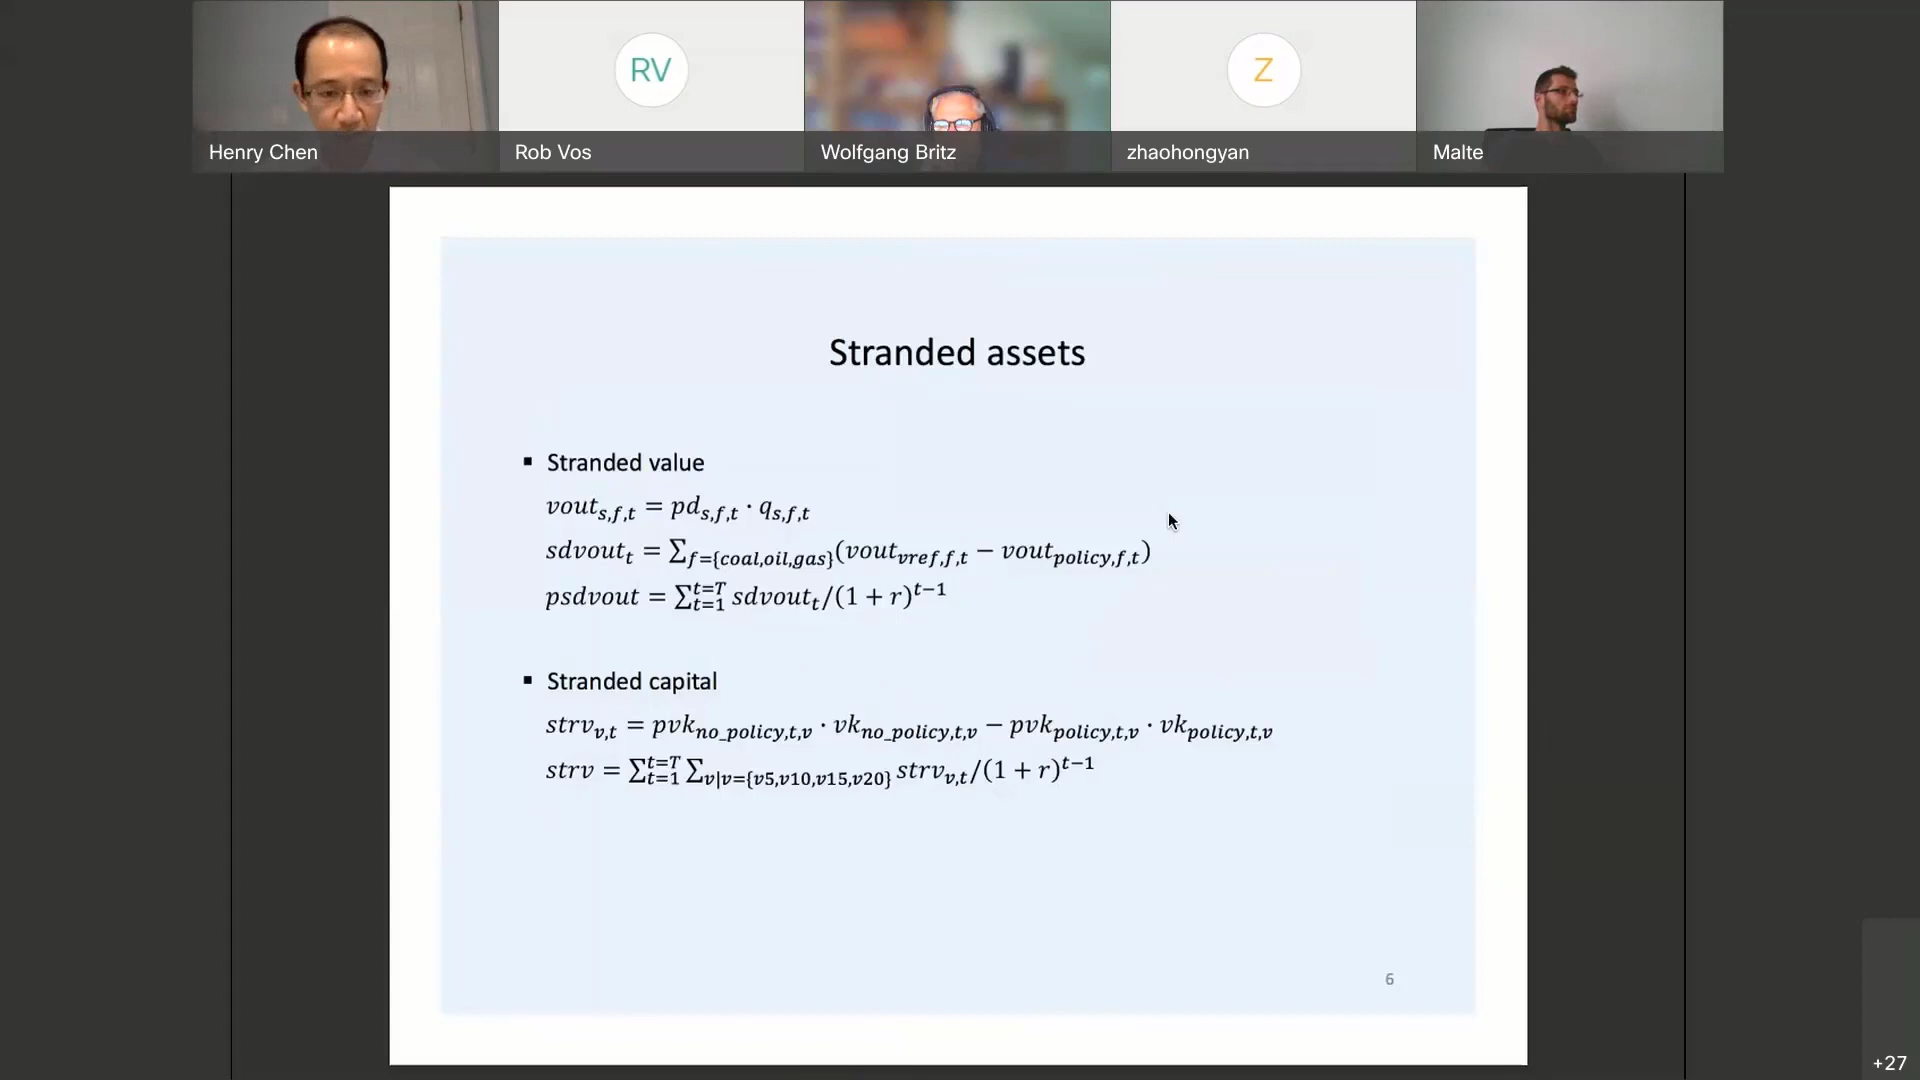 RV
Z
Henry Chen
Rob Vos
Wolfgang Britz
zhaohongyan
Malte
Stranded assets
▪ Stranded value
vout_{s,f,t} = pd_{s,f,t} · q_{s,f,t}
sdvout_t = ∑_{f={coal,oil,gas}}(vout_{vref,f,t} − vout_{policy,f,t})
psdvout = ∑_{t=1}^{t=T} sdvout_t/(1 + r)^{t−1}
▪ Stranded capital
strv_{v,t} = pvk_{no_policy,t,v} · vk_{no_policy,t,v} − pvk_{policy,t,v} · vk_{policy,t,v}
strv = ∑_{t=1}^{t=T} ∑_{v|v={v5,v10,v15,v20}} strv_{v,t}/(1 + r)^{t−1}
6
+27